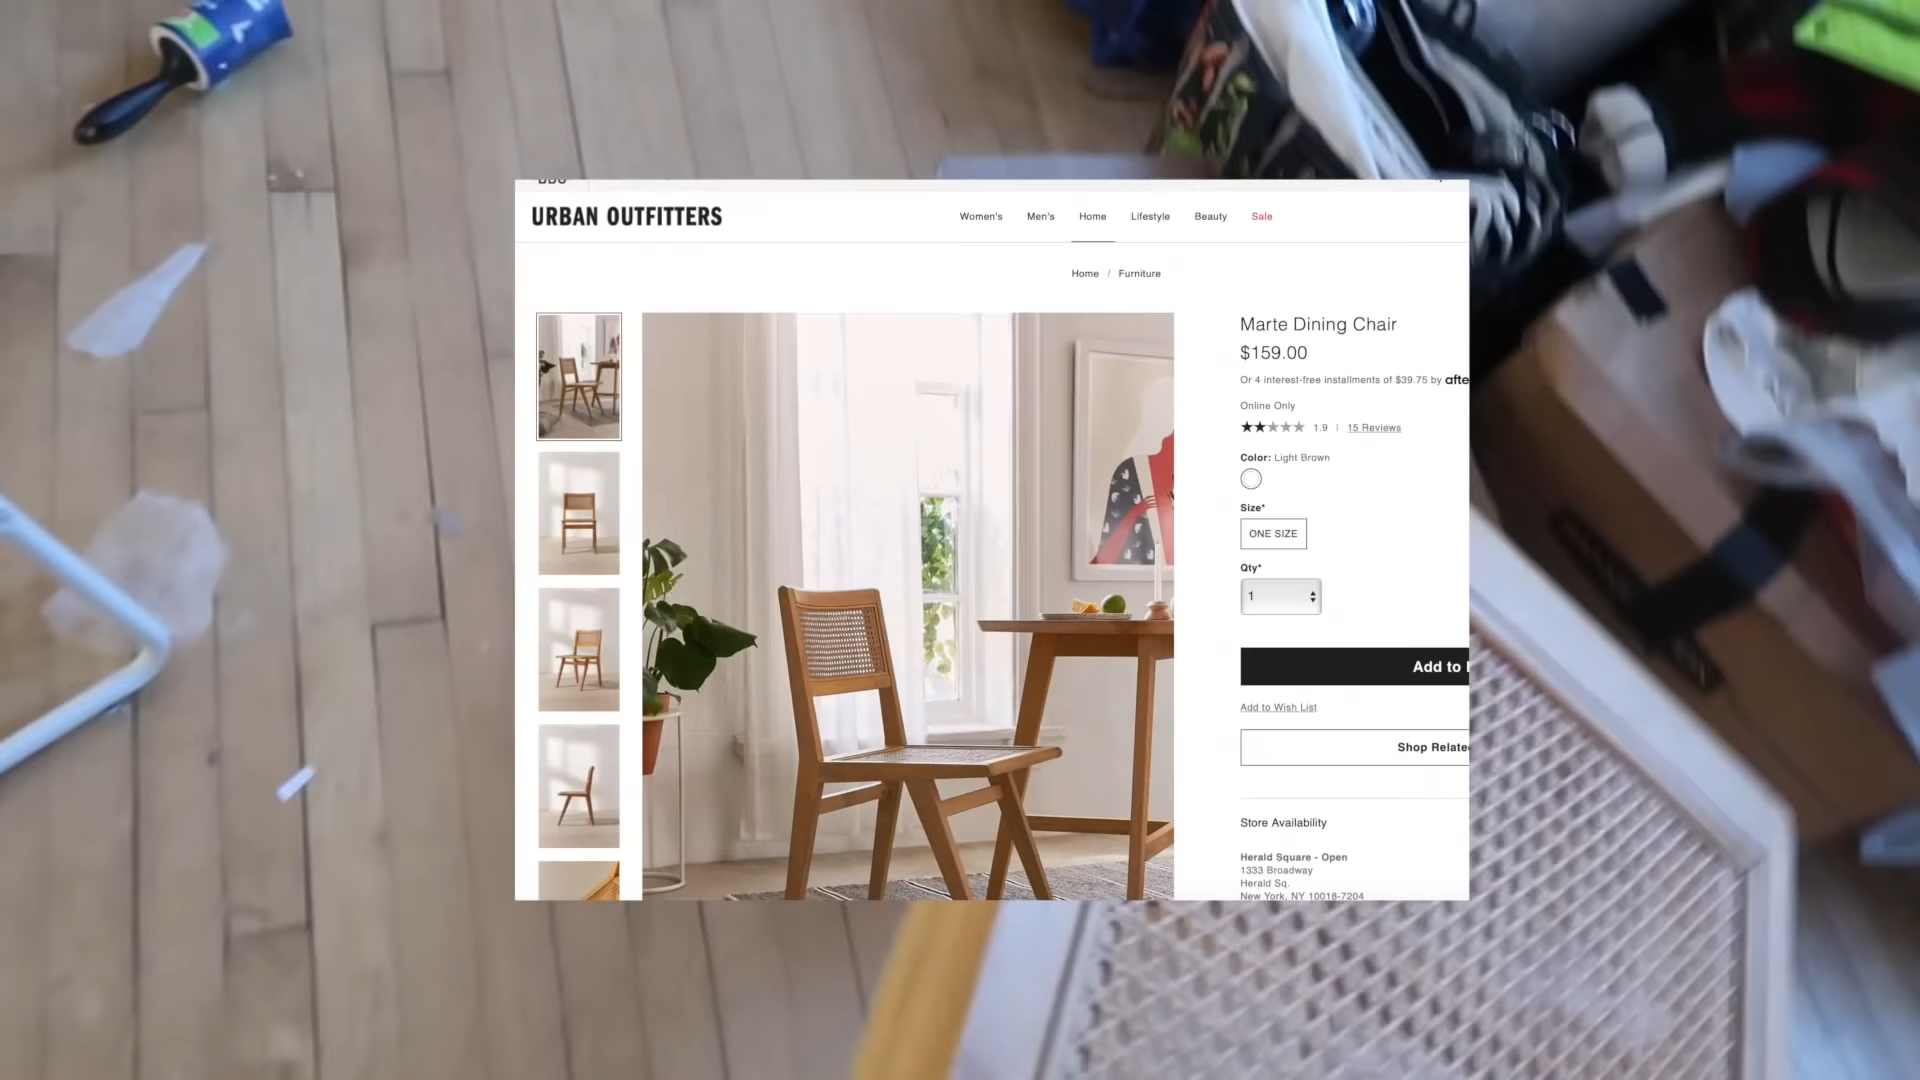 URBAN OUTFITTERS
Women's Men's Home Lifestyle Beauty Sale
Home / Furniture
Marte Dining Chair
$159.00
Or 4 interest-free installments of $39.75 by afte
Online Only
1.9 | 15 Reviews
Color: Light Brown
Size*
ONE SIZE
Qty*
1
Add to
Add to Wish List
Shop Relate
Store Availability
Herald Square - Open
1333 Broadway
Herald Sq.
New York, NY 10018-7204